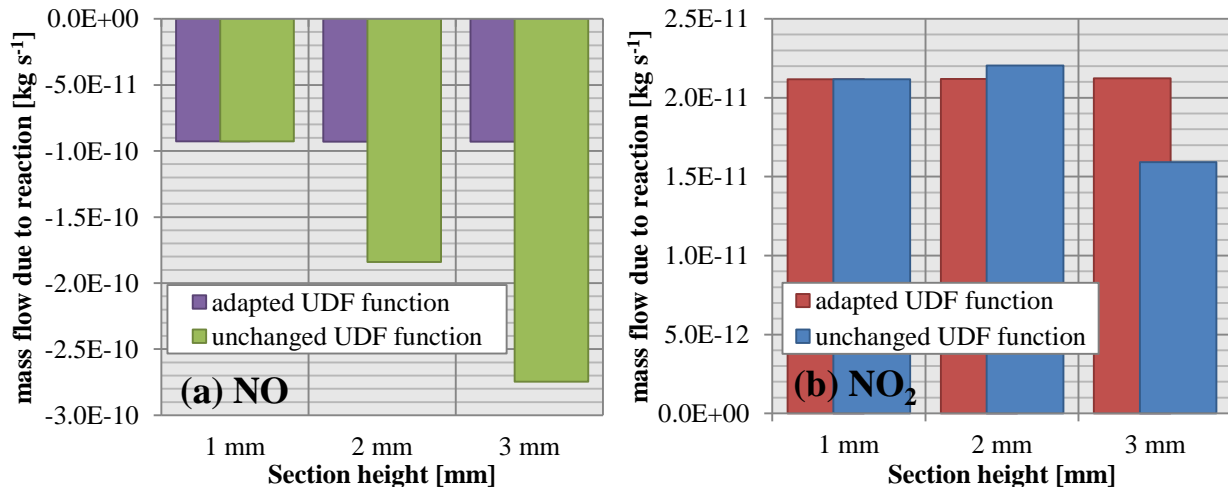 mass flow due to reaction [kg s⁻¹]
0.0E+00
-5.0E-11
-1.0E-10
-1.5E-10
-2.0E-10
-2.5E-10
-3.0E-10
adapted UDF function
unchanged UDF function
(a) NO
1 mm 2 mm 3 mm
Section height [mm]
mass flow due to reaction [kg s⁻¹]
2.5E-11
2.0E-11
1.5E-11
1.0E-11
5.0E-12
0.0E+00
adapted UDF function
unchanged UDF function
(b) NO₂
1 mm 2 mm 3 mm
Section height [mm]